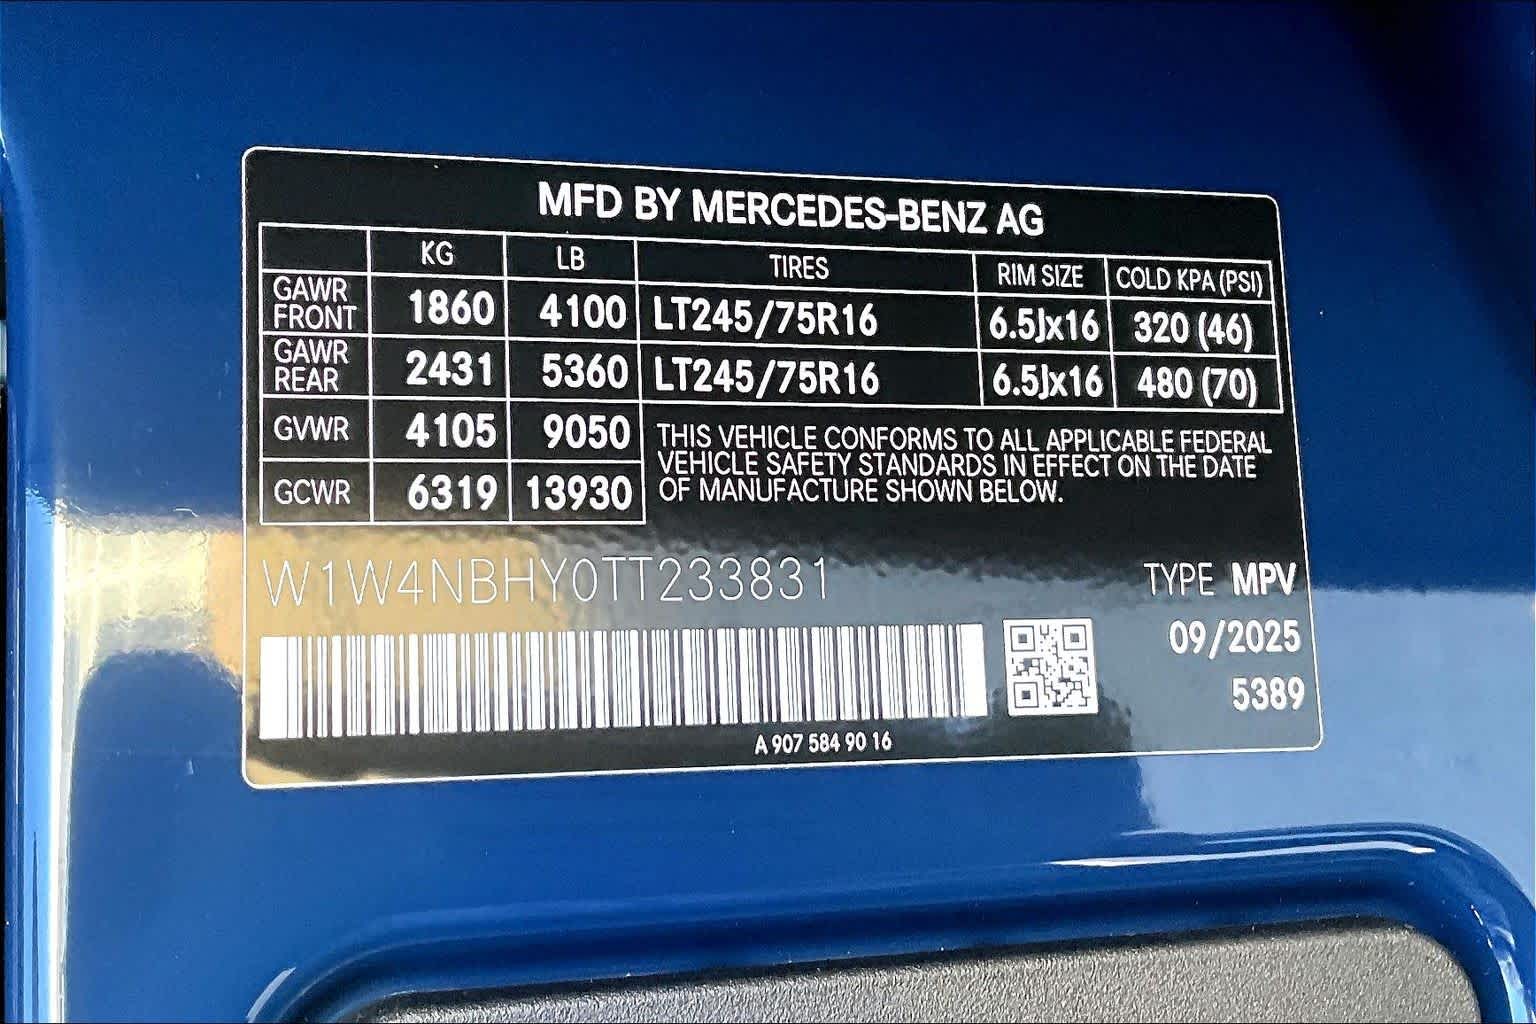 MFD BY MERCEDES-BENZ AG
KG LB TIRES RIM SIZE COLD KPA (PSI)
GAWR FRONT 1860 4100 LT245/75R16 6.5Jx16 320 (46)
GAWR REAR 2431 5360 LT245/75R16 6.5Jx16 480 (70)
GVWR 4105 9050
GCWR 6319 13930
THIS VEHICLE CONFORMS TO ALL APPLICABLE FEDERAL
VEHICLE SAFETY STANDARDS IN EFFECT ON THE DATE
OF MANUFACTURE SHOWN BELOW.
W1W4NBHY0TT233831
TYPE MPV
09/2025
5389
A 907 584 90 16